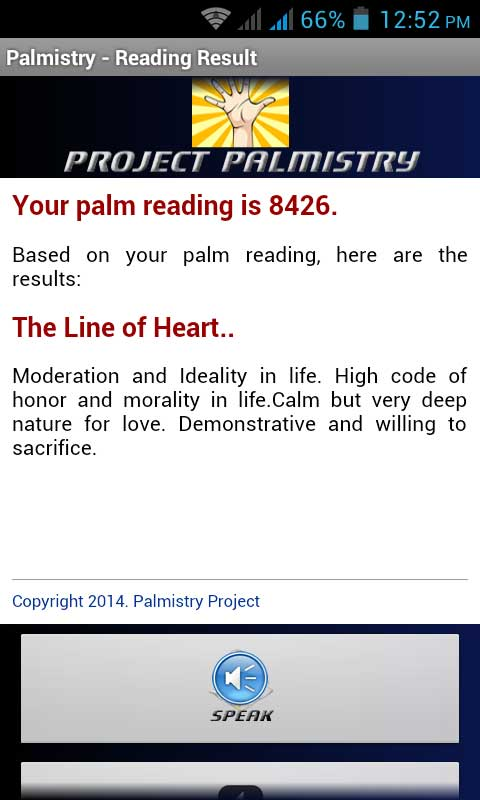 66% 12:52 PM
Palmistry - Reading Result
PROJECT PALMISTRY
Your palm reading is 8426.
Based on your palm reading, here are the
results:
The Line of Heart..
Moderation and Ideality in life. High code of
honor and morality in life.Calm but very deep
nature for love. Demonstrative and willing to
sacrifice.
Copyright 2014. Palmistry Project
SPEAK